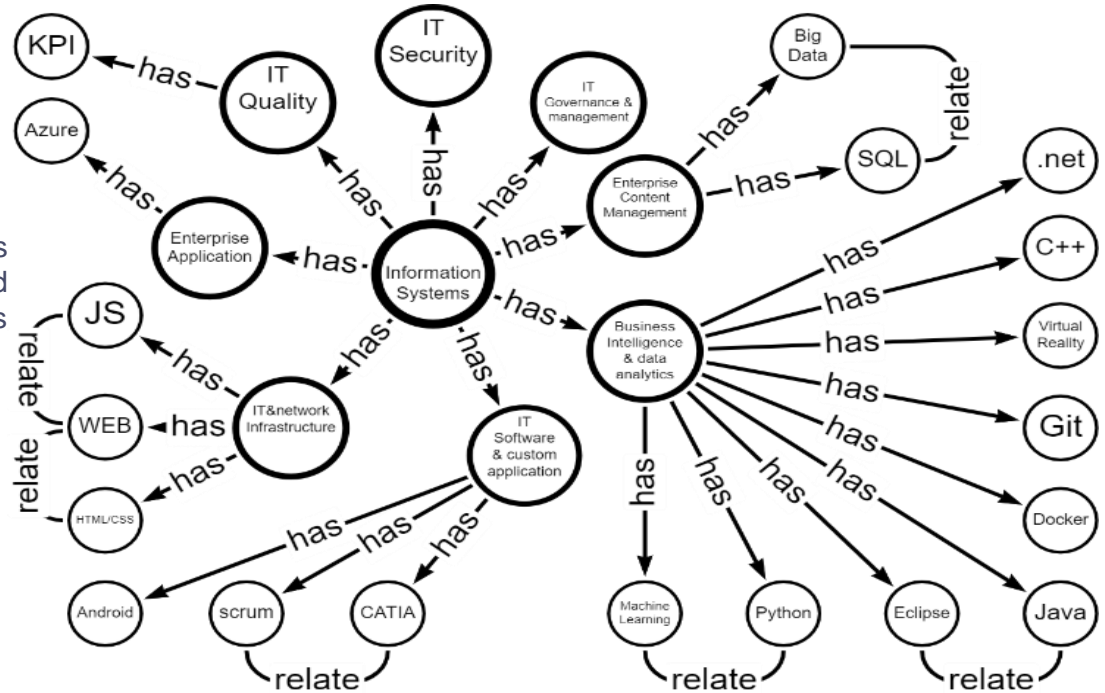 KPI
has
IT
Quality
IT
Security
IT
Governance &
management
Big
Data
relate
Azure
has
has
has
has
has
SQL
.net
Enterprise
Content
Management
has
Enterprise
Application
has
Information
Systems
has
has
C++
s
d
s
JS
relate
has
has
has
Business
Intelligence
& data
analytics
has
has
Virtual
Reality
has
WEB
has
IT&network
Infrastructure
IT
Software
& custom
application
has
Git
relate
has
has
HTML/CSS
has
has
has
has
has
has
has
Docker
Android
scrum
CATIA
Machine
Learning
Python
Eclipse
Java
relate
relate
relate